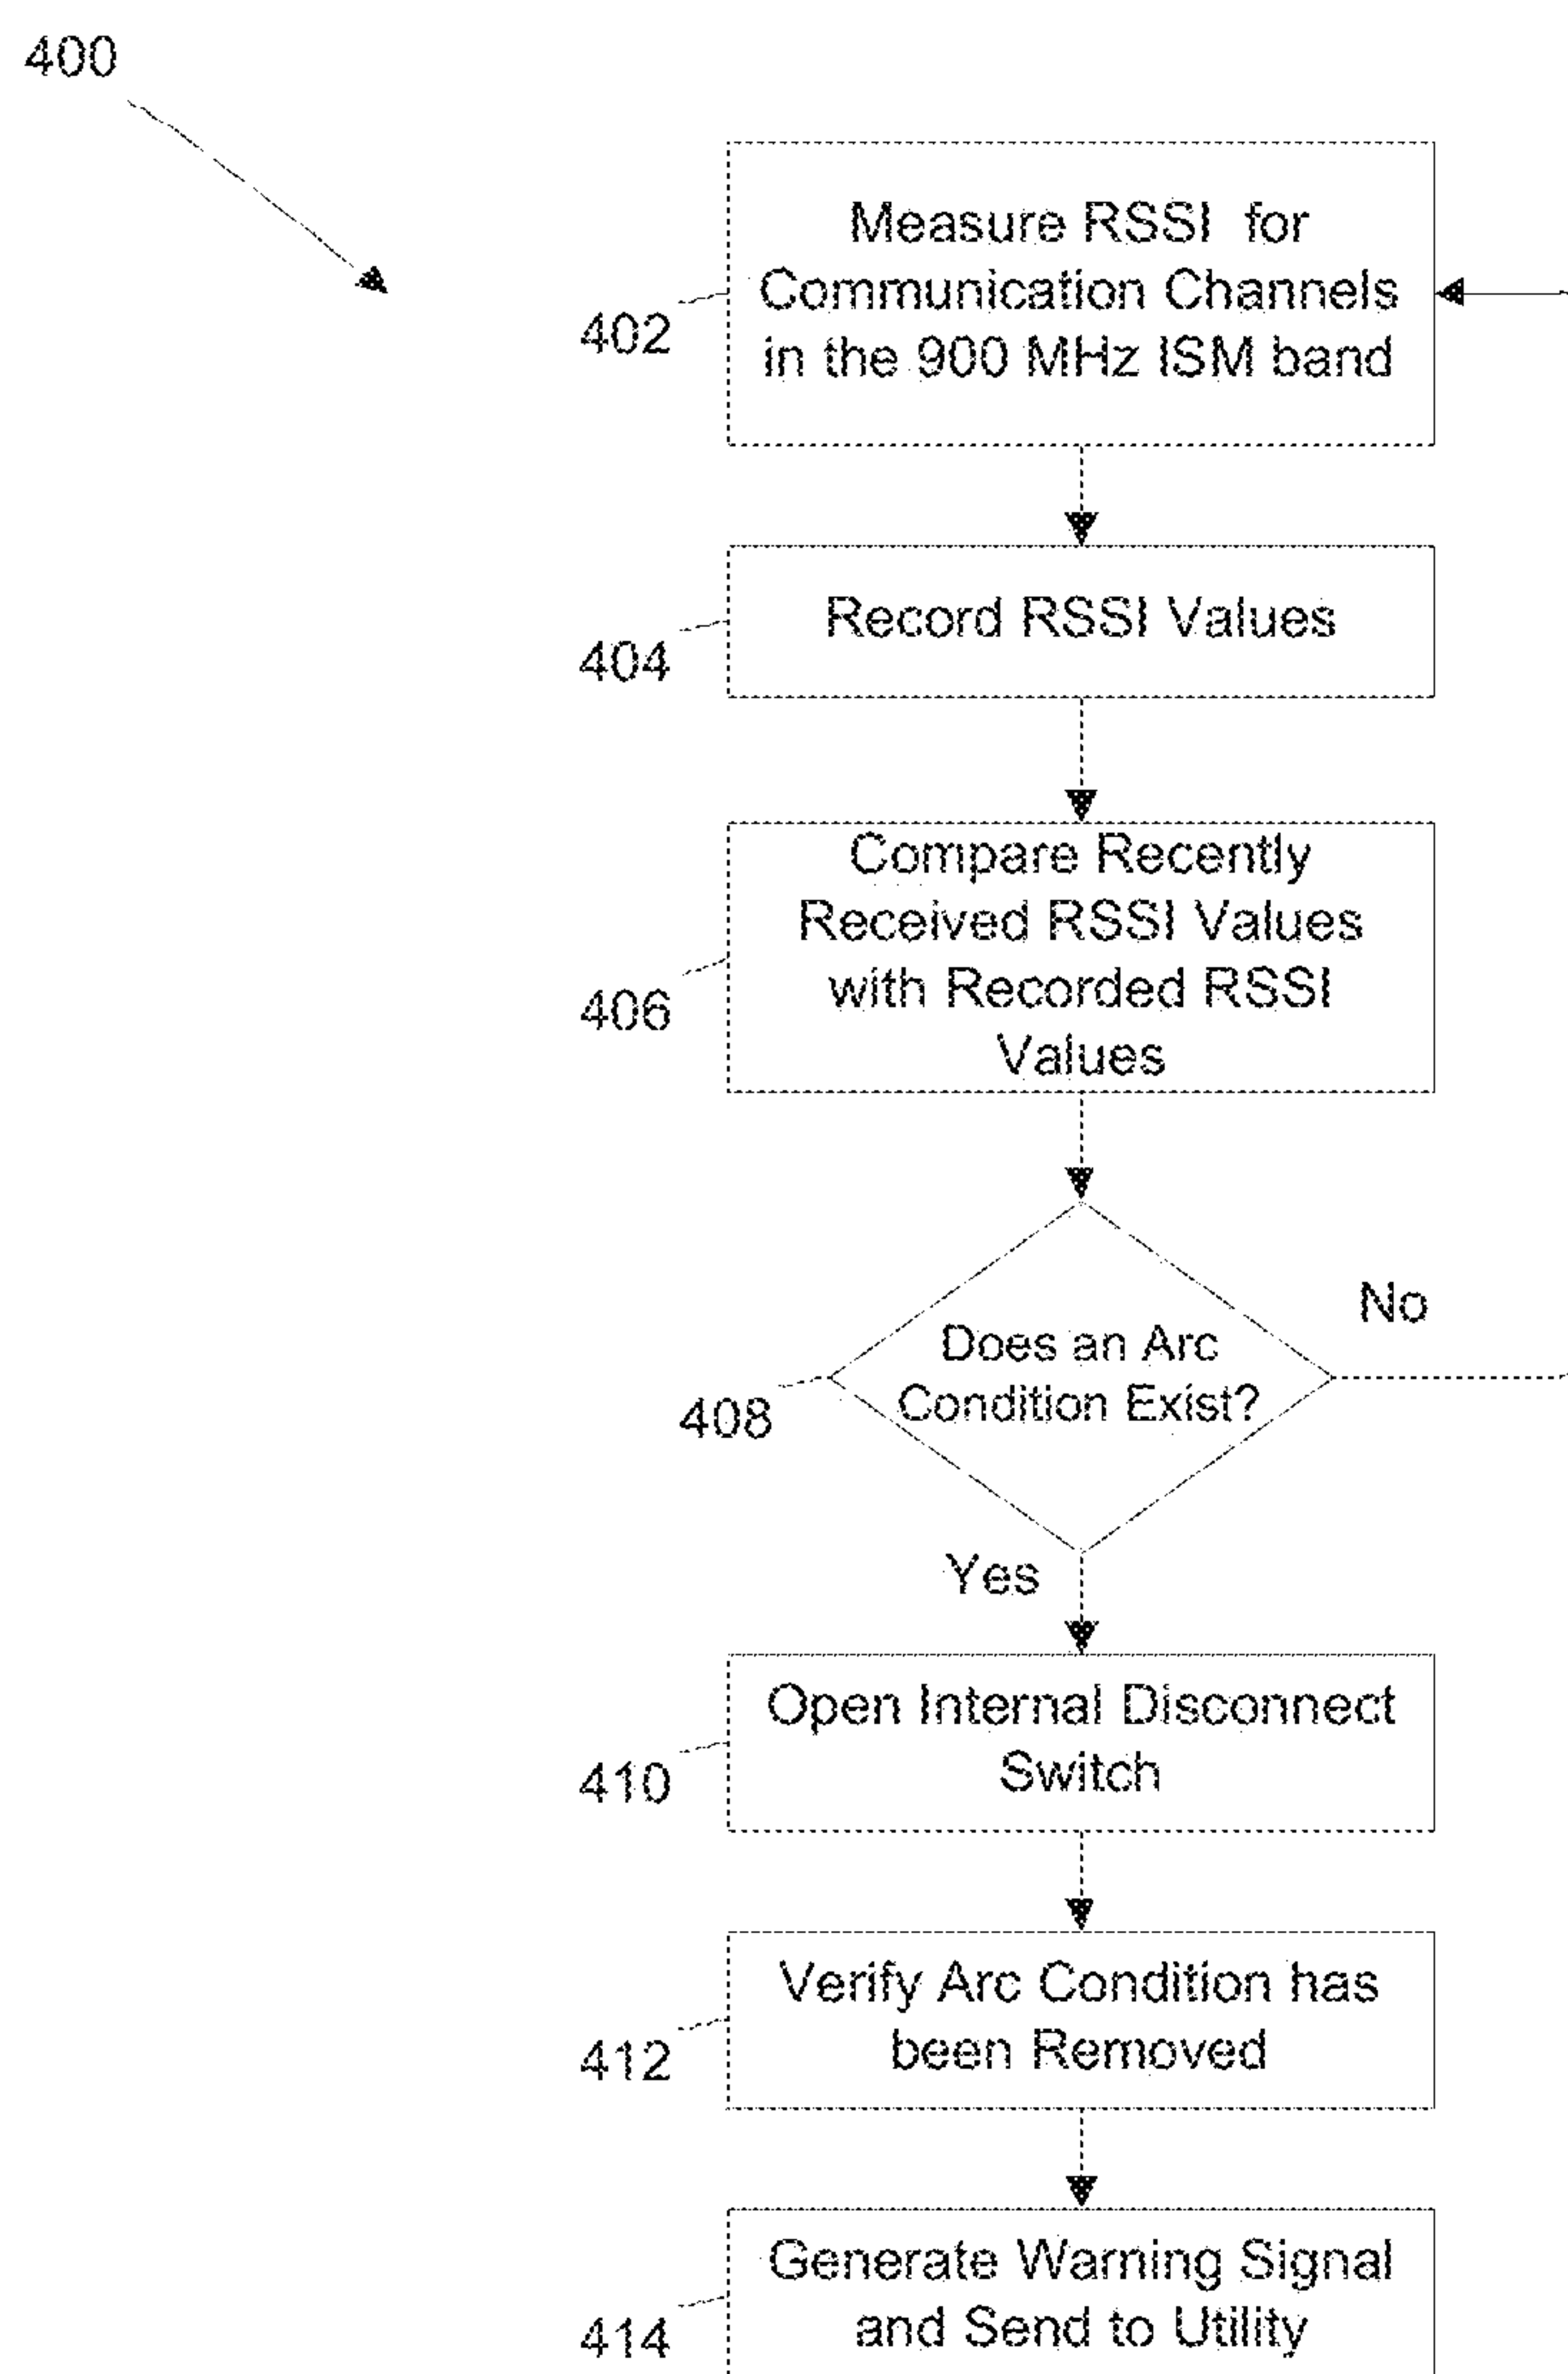 400
Measure RSSI for
Communication Channels
in the 900 MHz ISM band
402
Record RSSI Values
404
Compare Recently
Received RSSI Values
with Recorded RSSI
Values
406
Does an Arc
Condition Exist?
No
408
Yes
Open Internal Disconnect
Switch
410
Verify Arc Condition has
been Removed
412
Generate Warning Signal
and Send to Utility
414